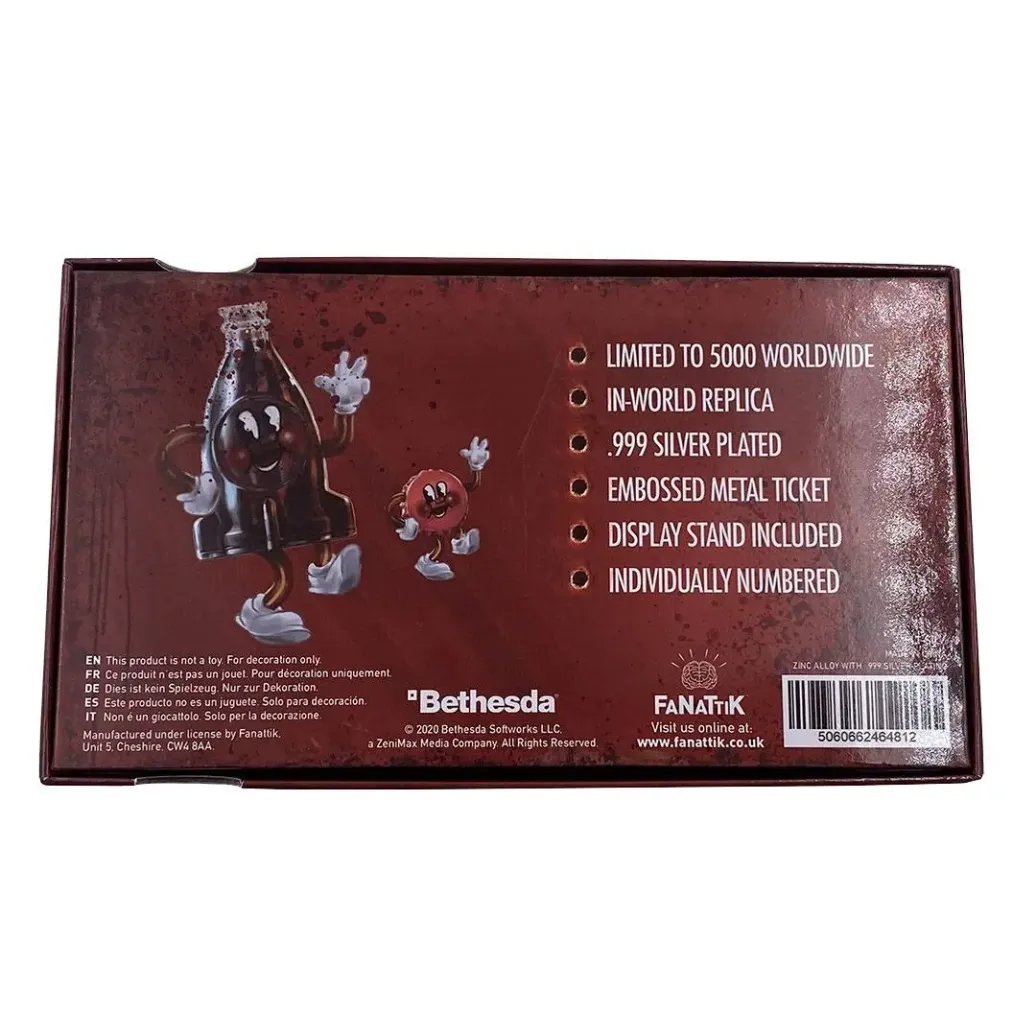 LIMITED TO 5000 WORLDWIDE
IN-WORLD REPLICA
.999 SILVER PLATED
EMBOSSED METAL TICKET
DISPLAY STAND INCLUDED
INDIVIDUALLY NUMBERED
EN This product is not a toy. For decoration only.
FR Ce produit n'est pas un jouet. Pour décoration uniquement.
DE Dies ist kein Spielzeug. Nur zur Dekoration.
ES Este producto no es un juguete. Solo para decoración.
IT Non é un giocattolo. Solo per la decorazione.
Manufactured under license by Fanattik,
Unit 5, Cheshire, CW4 8AA.
Bethesda
© 2020 Bethesda Softworks LLC,
a ZeniMax Media Company. All Rights Reserved.
FANATTIK
Visit us online at:
www.fanattik.co.uk
ZINC ALLOY WITH .999 SILVER PLATING
5060662464812